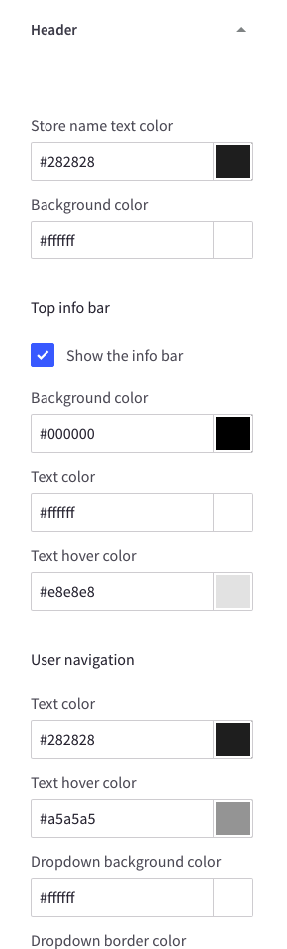 Header
Store name text color
#282828
Background color
#ffffff
Top info bar
Show the info bar
Background color
#000000
Text color
#ffffff
Text hover color
#e8e8e8
User navigation
Text color
#282828
Text hover color
#a5a5a5
Dropdown background color
#ffffff
Dropdown border color